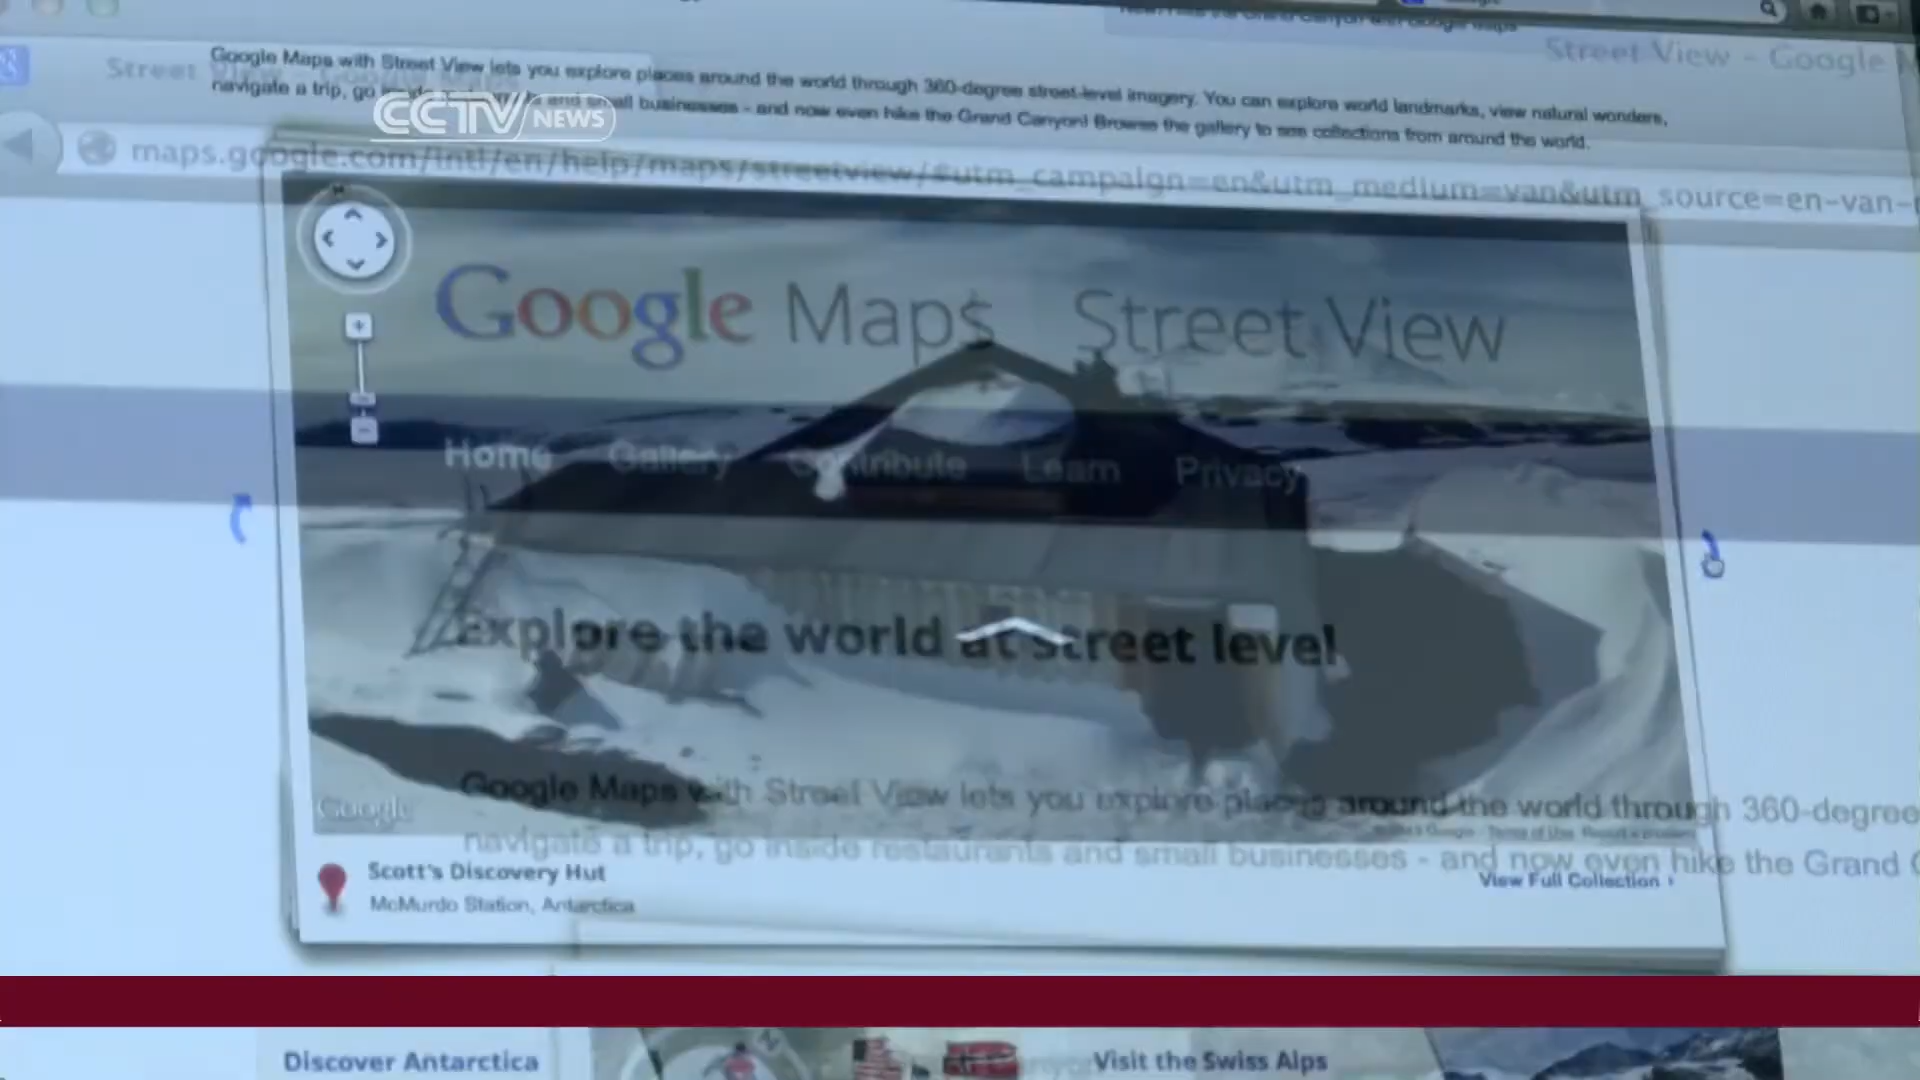 Street View - Google M
Google Maps with Street View lets you explore places around the world through 360-degree street-level imagery. You can explore world landmarks, view natural wonders,
navigate a trip, go inside and small businesses - and now even hike the Grand Canyon! Browse the gallery to see collections from around the world.
Street View - Google
CCTV NEWS
maps.google.com/intl/en/help/maps/streetview/#utm_campaign=en&utm_medium=van&utm_source=en-van-
Google Maps Street View
Home Gallery Contribute Learn Privacy
Explore the world at street level
Google Maps with Street View lets you explore places around the world through 360-degree
navigate a trip, go inside restaurants and small businesses - and now even hike the Grand
Google
Scott's Discovery Hut
McMurdo Station, Antarctica
View Full Collection ›
Discover Antarctica
Visit the Swiss Alps